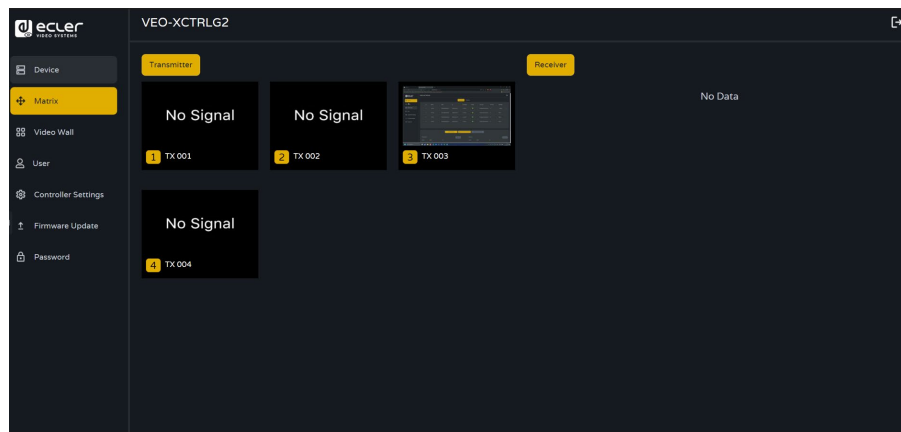 ecler
VIDEO SYSTEMS
VEO-XCTRLG2
Device
Matrix
Video Wall
User
Controller Settings
Firmware Update
Password
Transmitter
No Signal
1 TX 001
No Signal
2 TX 002
3 TX 003
No Signal
4 TX 004
Receiver
No Data